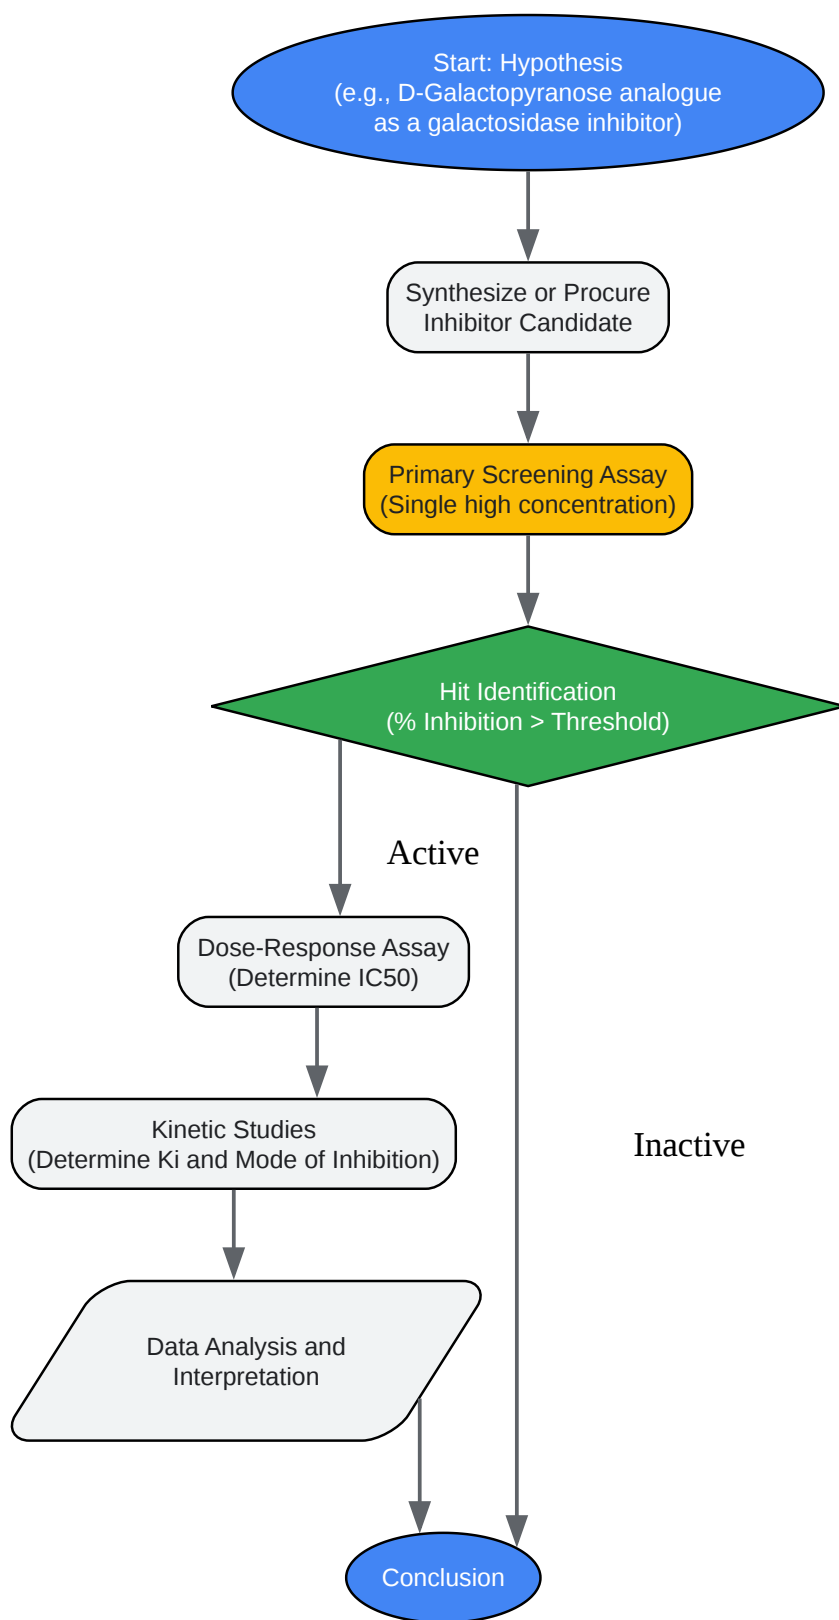 Start: Hypothesis
(e.g., D-Galactopyranose analogue
as a galactosidase inhibitor)
Synthesize or Procure
Inhibitor Candidate
Primary Screening Assay
(Single high concentration)
Hit Identification
(% Inhibition > Threshold)
Active
Dose-Response Assay
(Determine IC50)
Kinetic Studies
(Determine Ki and Mode of Inhibition)
Inactive
Data Analysis and
Interpretation
Conclusion